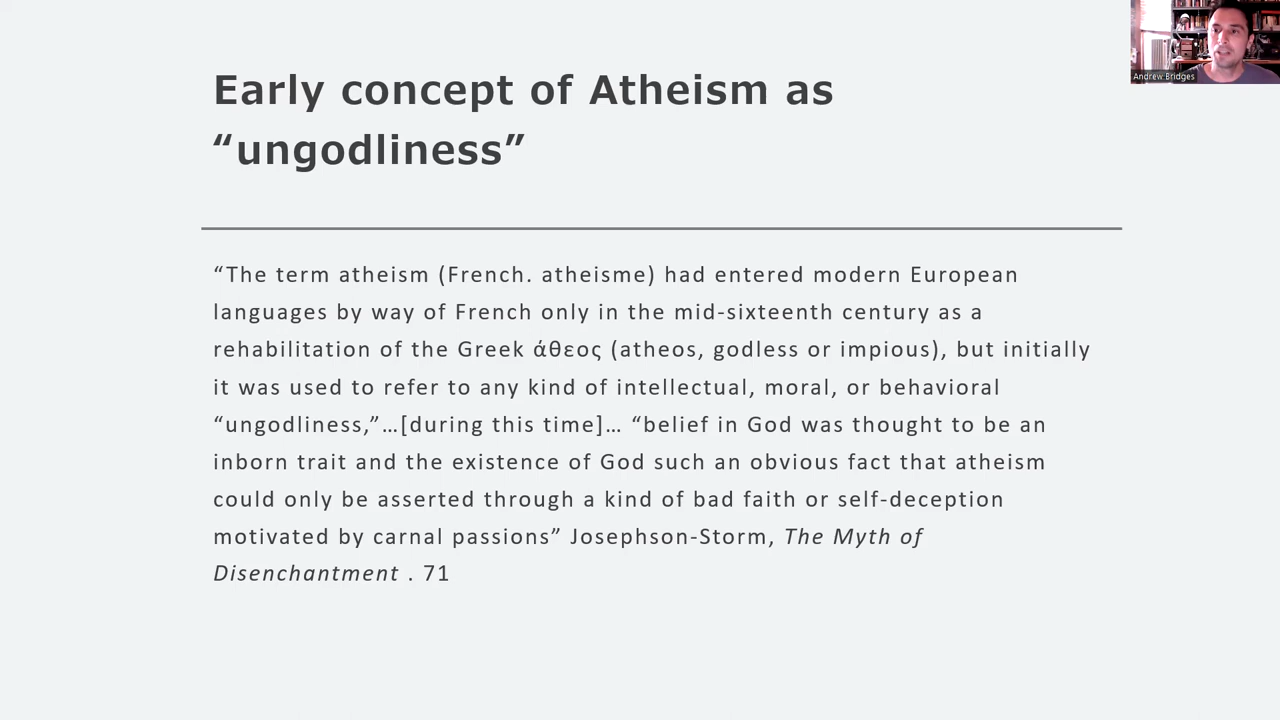 Early concept of Atheism as
“ungodliness”
“The term atheism (French. atheisme) had entered modern European
languages by way of French only in the mid-sixteenth century as a
rehabilitation of the Greek άθεος (atheos, godless or impious), but initially
it was used to refer to any kind of intellectual, moral, or behavioral
“ungodliness,”…[during this time]… “belief in God was thought to be an
inborn trait and the existence of God such an obvious fact that atheism
could only be asserted through a kind of bad faith or self-deception
motivated by carnal passions” Josephson-Storm, The Myth of
Disenchantment . 71
Andrew Bridges